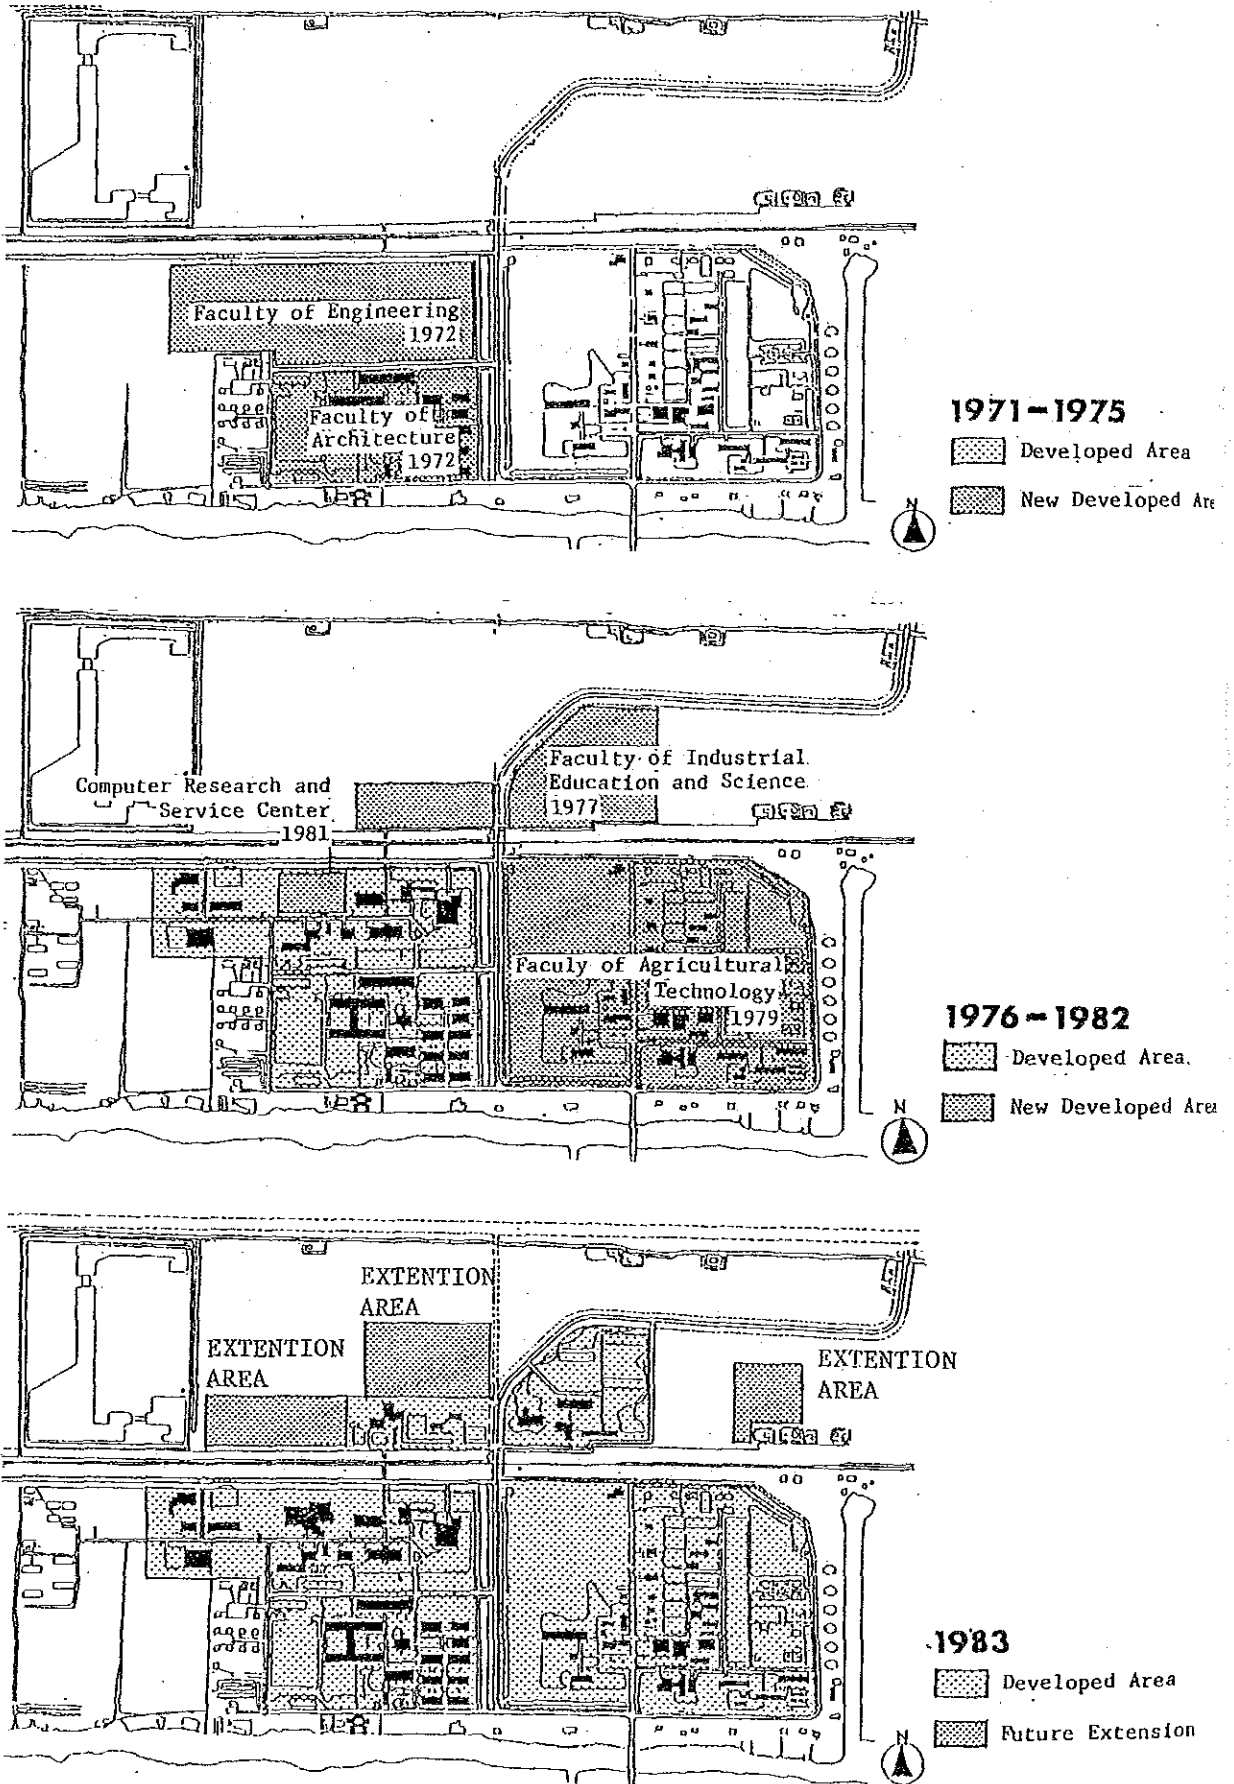 Faculty of Engineering
1972
Faculty of
Architecture
1972
1971-1975
Developed Area
New Developed Are
N
Computer Research and
Service Center
1981
Faculty of Industrial
Education and Science
1977
Faculy of Agricultural
Technology
1979
1976-1982
Developed Area
New Developed Area
N
EXTENTION
AREA
EXTENTION
AREA
EXTENTION
AREA
1983
Developed Area
Future Extension
N